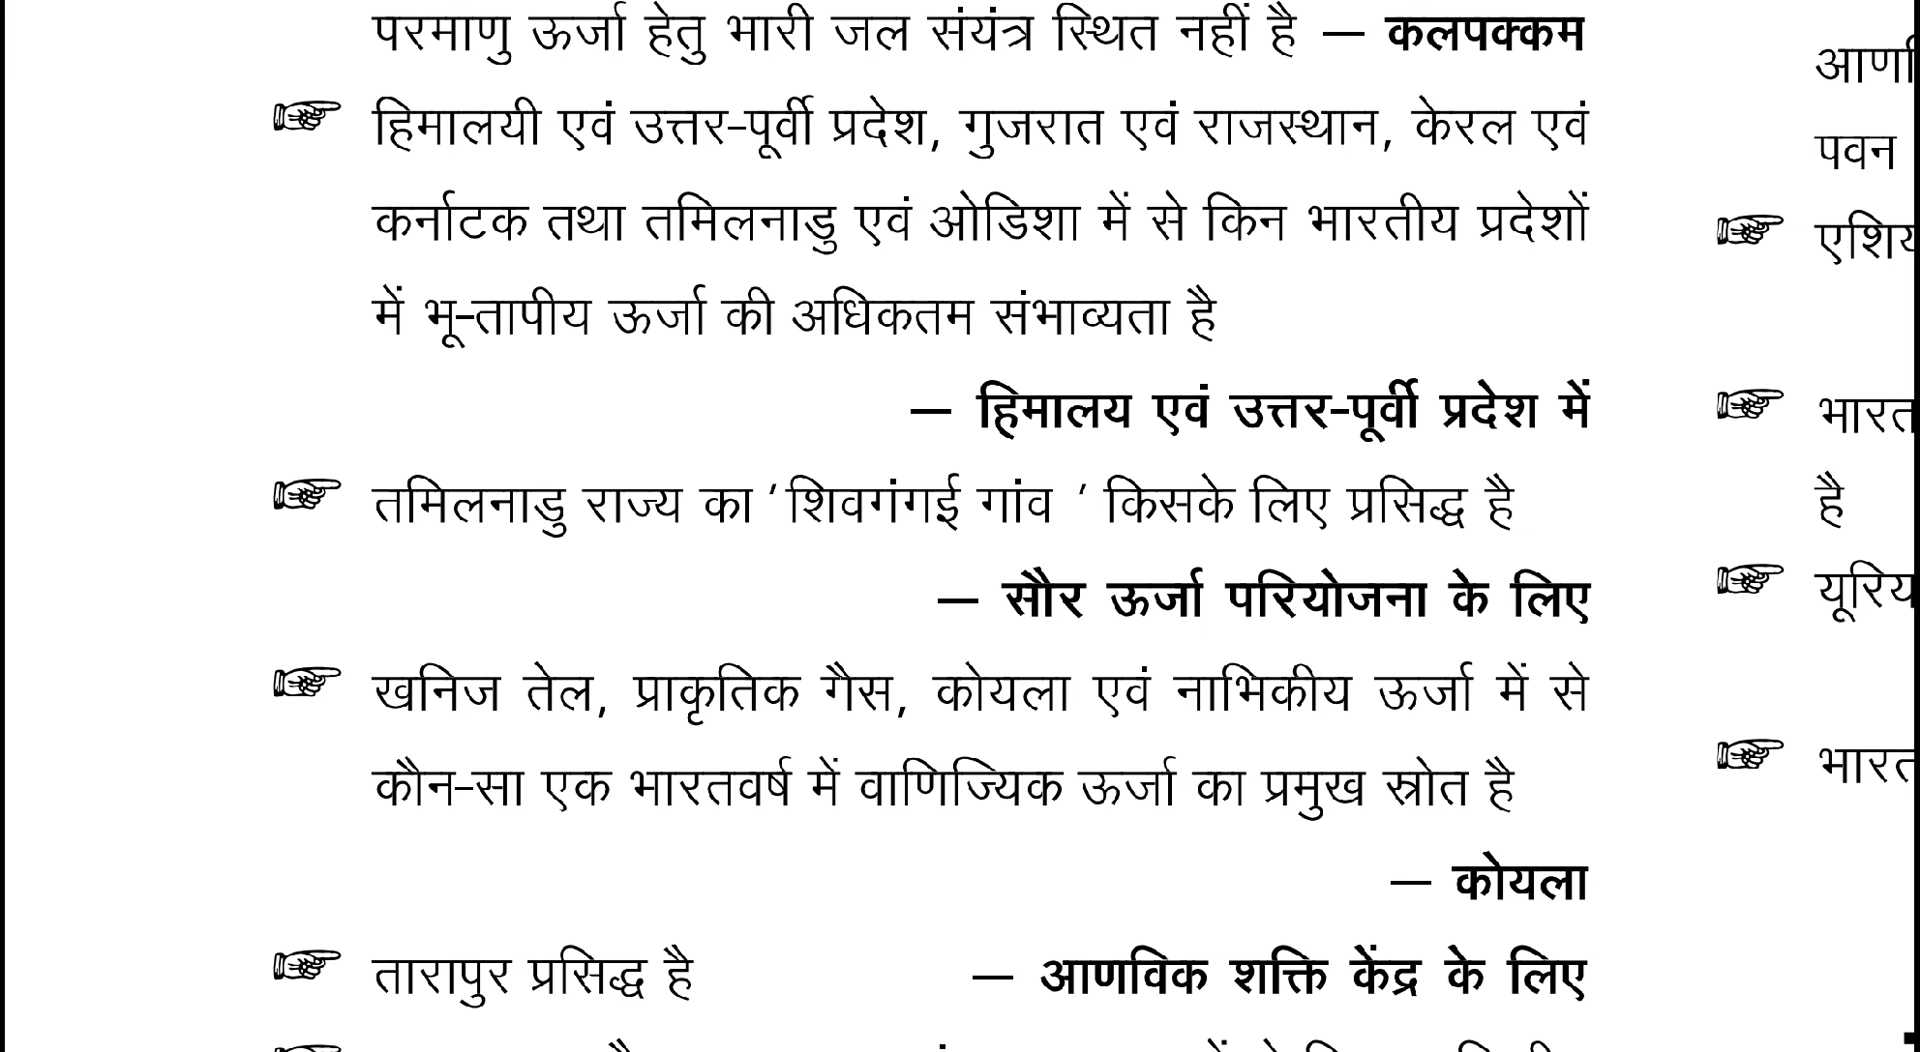 परमाणु ऊर्जा हेतु भारी जल संयंत्र स्थित नहीं है — कलपक्कम
हिमालयी एवं उत्तर-पूर्वी प्रदेश, गुजरात एवं राजस्थान, केरल एवं
कर्नाटक तथा तमिलनाडु एवं ओडिशा में से किन भारतीय प्रदेशों
में भू-तापीय ऊर्जा की अधिकतम संभाव्यता है
— हिमालय एवं उत्तर-पूर्वी प्रदेश में
तमिलनाडु राज्य का 'शिवगंगई गांव ' किसके लिए प्रसिद्ध है
— सौर ऊर्जा परियोजना के लिए
खनिज तेल, प्राकृतिक गैस, कोयला एवं नाभिकीय ऊर्जा में से
कौन-सा एक भारतवर्ष में वाणिज्यिक ऊर्जा का प्रमुख स्रोत है
— कोयला
तारापुर प्रसिद्ध है — आणविक शक्ति केंद्र के लिए
पवन
भारत
है
भारत